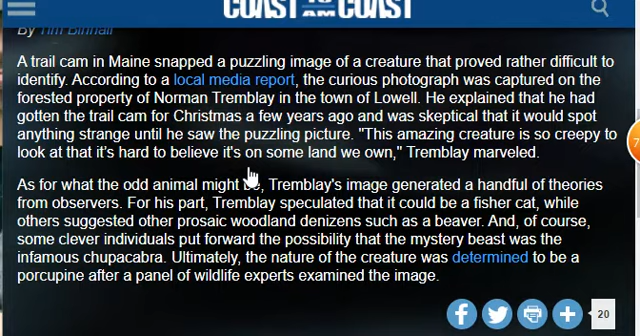 COAST TO AM COAST
By Tim Binnall
A trail cam in Maine snapped a puzzling image of a creature that proved rather difficult to
identify. According to a local media report, the curious photograph was captured on the
forested property of Norman Tremblay in the town of Lowell. He explained that he had
gotten the trail cam for Christmas a few years ago and was skeptical that it would spot
anything strange until he saw the puzzling picture. "This amazing creature is so creepy to
look at that it's hard to believe it's on some land we own," Tremblay marveled.
As for what the odd animal might be, Tremblay's image generated a handful of theories
from observers. For his part, Tremblay speculated that it could be a fisher cat, while
others suggested other prosaic woodland denizens such as a beaver. And, of course,
some clever individuals put forward the possibility that the mystery beast was the
infamous chupacabra. Ultimately, the nature of the creature was determined to be a
porcupine after a panel of wildlife experts examined the image.
20
7